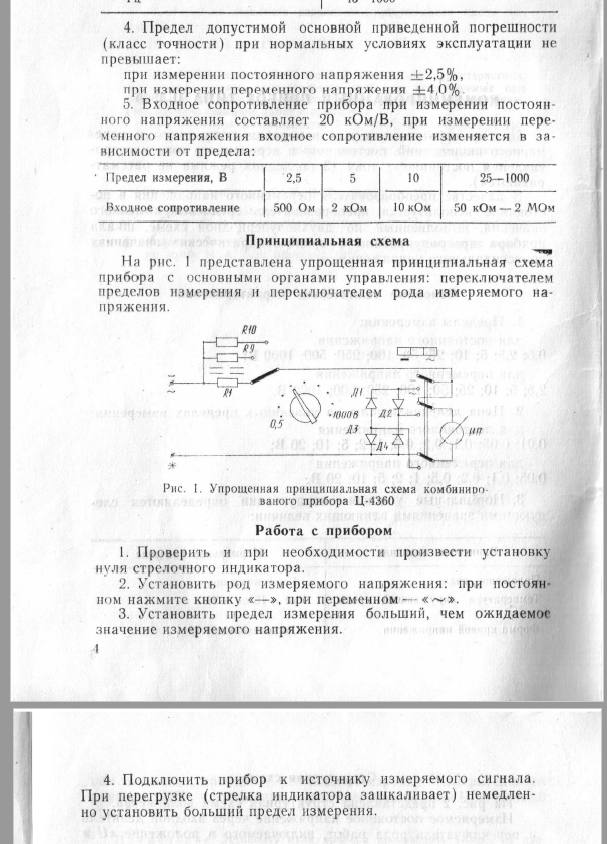 4. Предел допустимой основной приведенной погрешности
(класс точности) при нормальных условиях эксплуатации не
превышает:
при измерении постоянного напряжения ±2,5%,
при измерении переменного напряжения ±4,0%.
5. Входное сопротивление прибора при измерении постоян-
ного напряжения составляет 20 кОм/В, при измерении пере-
менного напряжения входное сопротивление изменяется в за-
висимости от предела:
Предел измерения, В 2,5 5 10 25—1000
Входное сопротивление 500 Ом 2 кОм 10 кОм 50 кОм — 2 МОм
Принципиальная схема
На рис. 1 представлена упрощенная принципиальная схема
прибора с основными органами управления: переключателем
пределов измерения и переключателем рода измеряемого на-
пряжения.
R10
R9
R1
0,5
1000В
Д1
Д2
Д3
Д4
ИП
Рис. 1. Упрощенная принципиальная схема комбиниро-
ванного прибора Ц-4360
Работа с прибором
1. Проверить и при необходимости произвести установку
нуля стрелочного индикатора.
2. Установить род измеряемого напряжения: при постоян-
ном нажмите кнопку «—», при переменном — «~».
3. Установить предел измерения больший, чем ожидаемое
значение измеряемого напряжения.
4
4. Подключить прибор к источнику измеряемого сигнала.
При перегрузке (стрелка индикатора зашкаливает) немедлен-
но установить больший предел измерения.